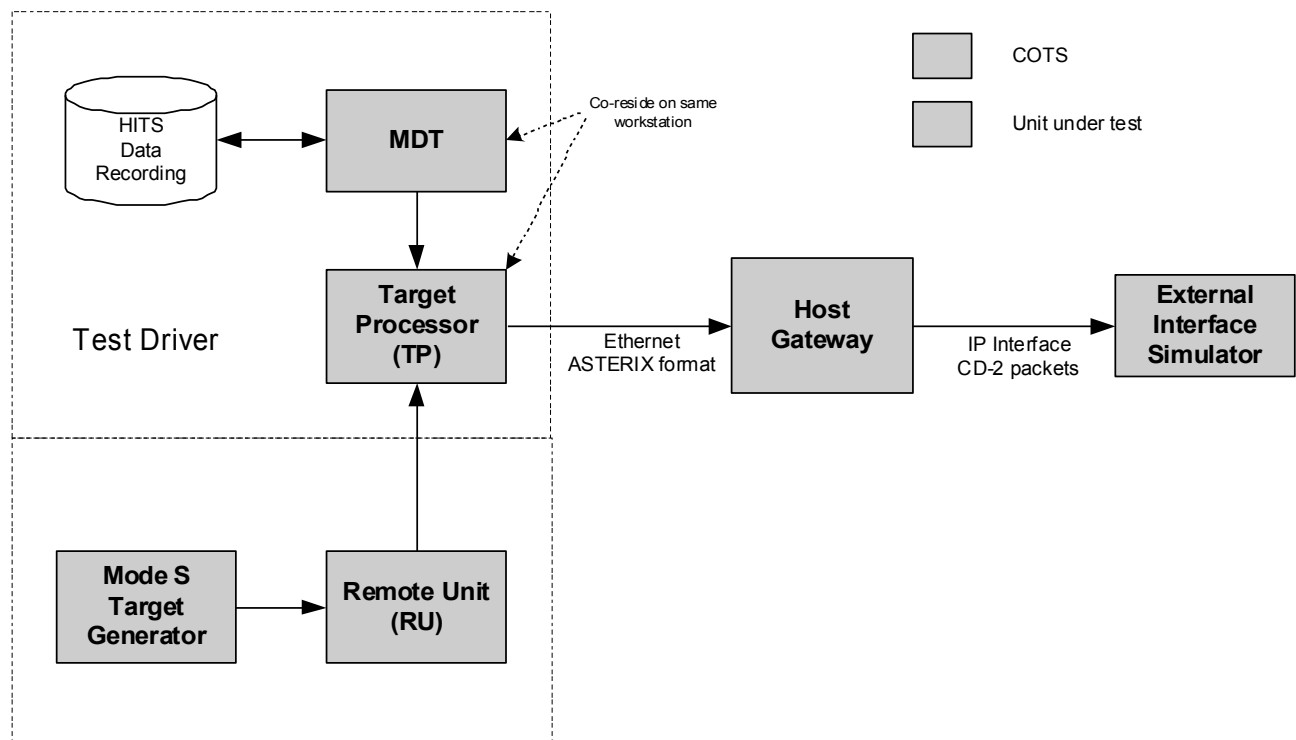 COTS
Unit under test
HITS
Data
Recording
MDT
Co-reside on same
workstation
Test Driver
Target
Processor
(TP)
Ethernet
ASTERIX format
Host
Gateway
IP Interface
CD-2 packets
External
Interface
Simulator
Mode S
Target
Generator
Remote Unit
(RU)